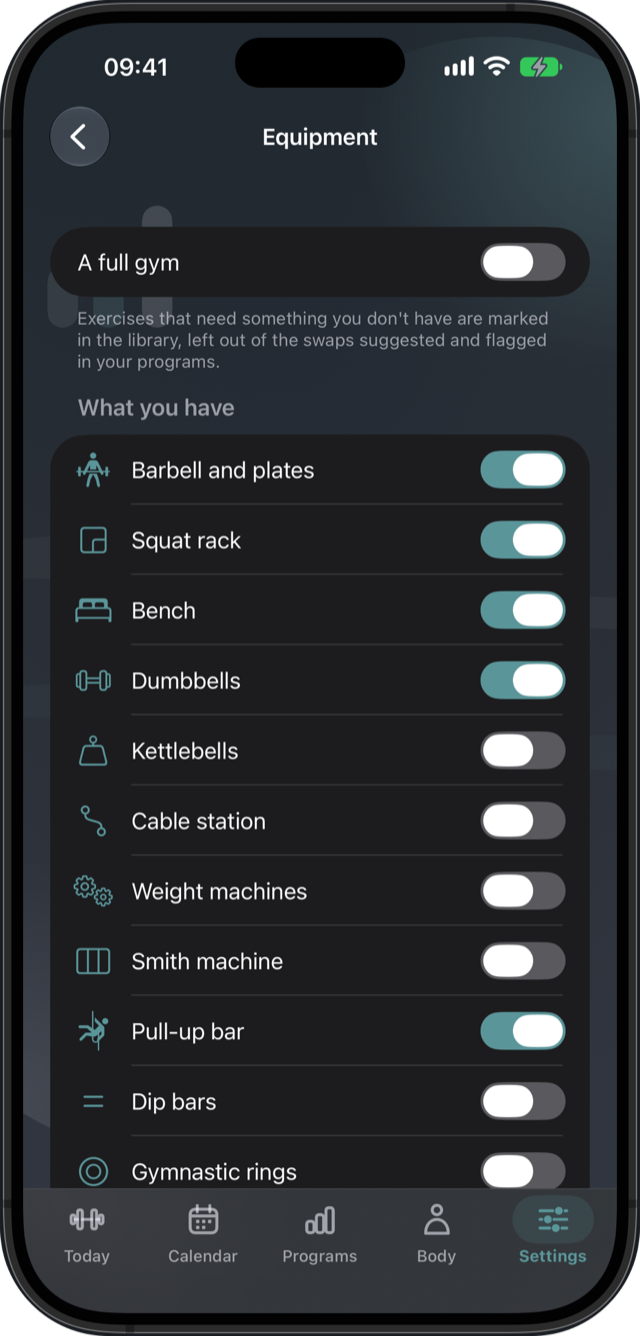 09:41
Equipment
A full gym
Exercises that need something you don't have are marked
in the library, left out of the swaps suggested and flagged
in your programs.
What you have
Barbell and plates
Squat rack
Bench
Dumbbells
Kettlebells
Cable station
Weight machines
Smith machine
Pull-up bar
Dip bars
Gymnastic rings
Today
Calendar
Programs
Body
Settings